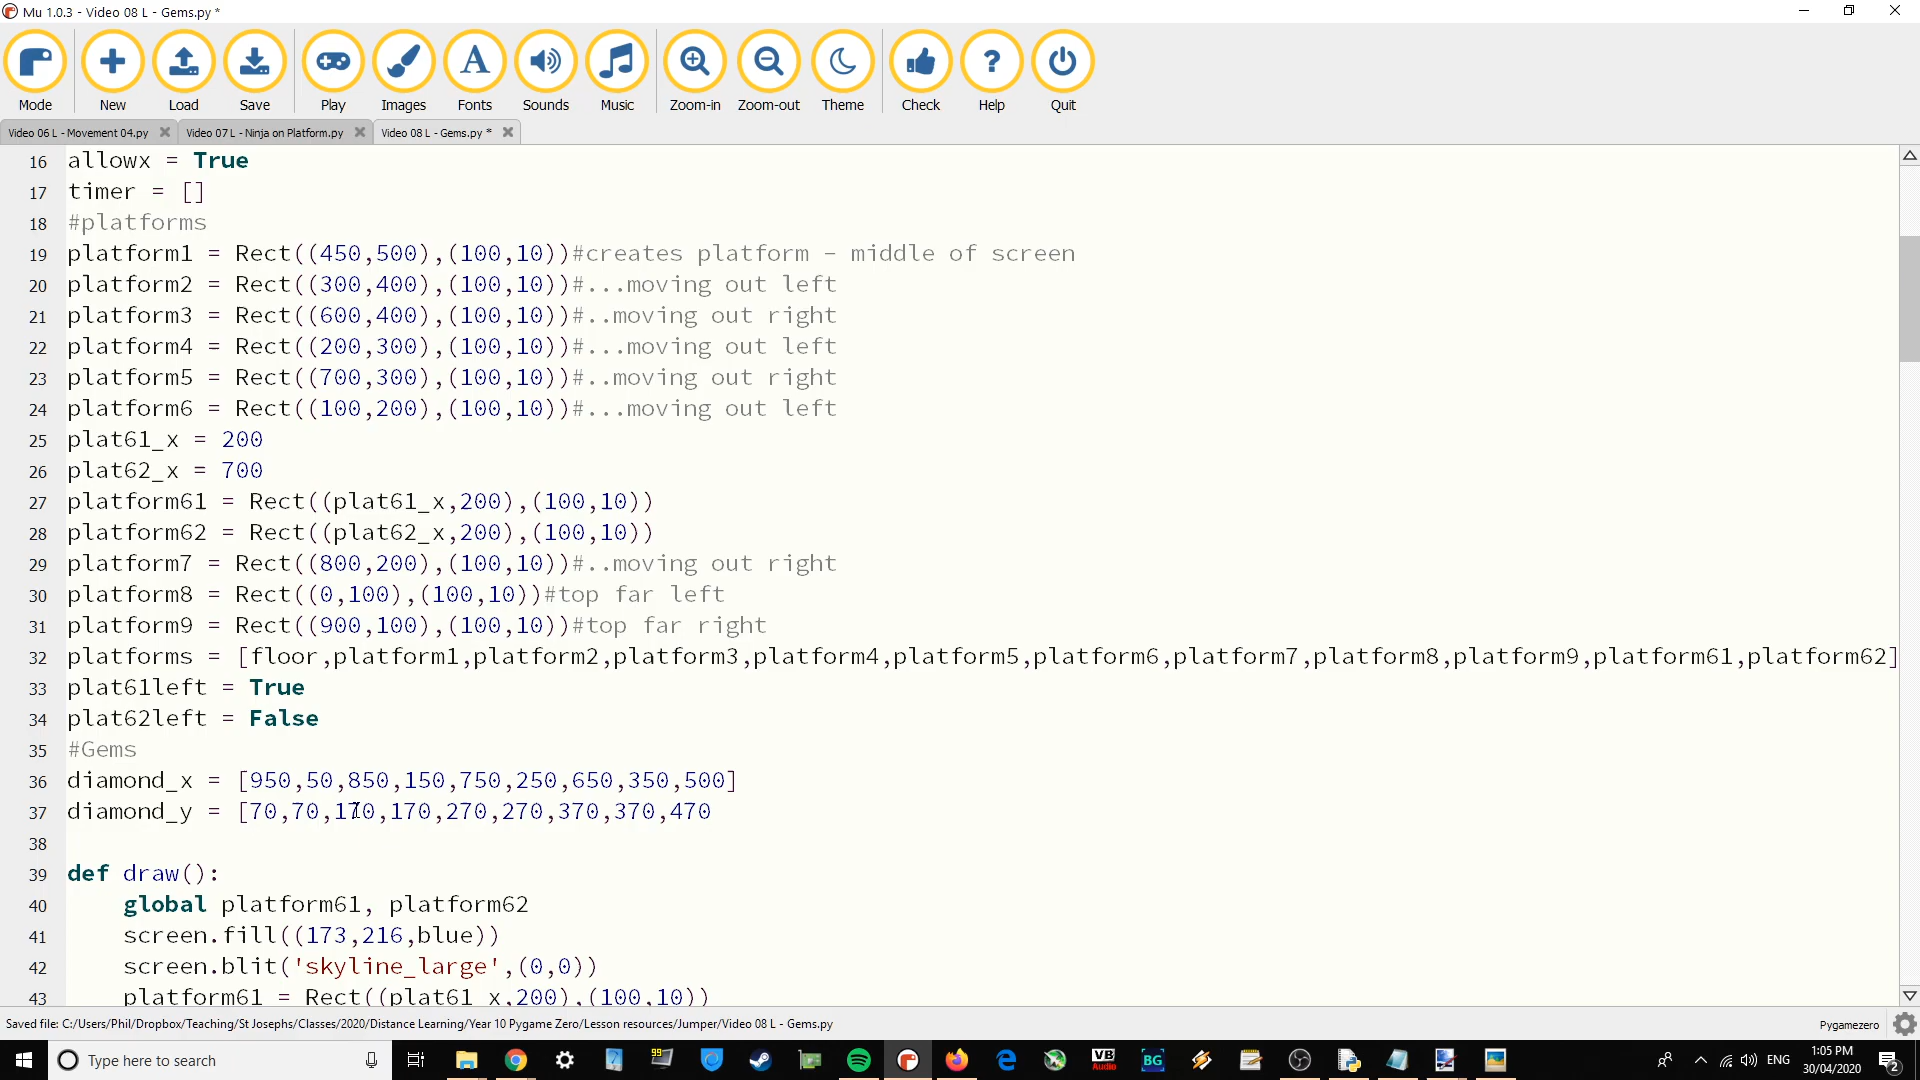 Mu 1.0.3 - Video 08 L - Gems.py *
Mode New Load Save Play Images Fonts Sounds Music Zoom-in Zoom-out Theme Check Help Quit
Video 06 L - Movement 04.py Video 07 L - Ninja on Platform.py Video 08 L - Gems.py *
16 allowx = True
17 timer = []
18 #platforms
19 platform1 = Rect((450,500),(100,10))#creates platform – middle of screen
20 platform2 = Rect((300,400),(100,10))#...moving out left
21 platform3 = Rect((600,400),(100,10))#..moving out right
22 platform4 = Rect((200,300),(100,10))#...moving out left
23 platform5 = Rect((700,300),(100,10))#..moving out right
24 platform6 = Rect((100,200),(100,10))#...moving out left
25 plat61_x = 200
26 plat62_x = 700
27 platform61 = Rect((plat61_x,200),(100,10))
28 platform62 = Rect((plat62_x,200),(100,10))
29 platform7 = Rect((800,200),(100,10))#..moving out right
30 platform8 = Rect((0,100),(100,10))#top far left
31 platform9 = Rect((900,100),(100,10))#top far right
32 platforms = [floor,platform1,platform2,platform3,platform4,platform5,platform6,platform7,platform8,platform9,platform61,platform62]
33 plat61left = True
34 plat62left = False
35 #Gems
36 diamond_x = [950,50,850,150,750,250,650,350,500]
37 diamond_y = [70,70,170,170,270,270,370,370,470
38
39 def draw():
40 global platform61, platform62
41 screen.fill((173,216,blue))
42 screen.blit('skyline_large',(0,0))
43 platform61 = Rect((plat61_x,200),(100,10))
Saved file: C:/Users/Phil/Dropbox/Teaching/St Josephs/Classes/2020/Distance Learning/Year 10 Pygame Zero/Lesson resources/Jumper/Video 08 L - Gems.py
Pygamezero
Type here to search
99
VB Audio
BG
ENG
1:05 PM
30/04/2020
2